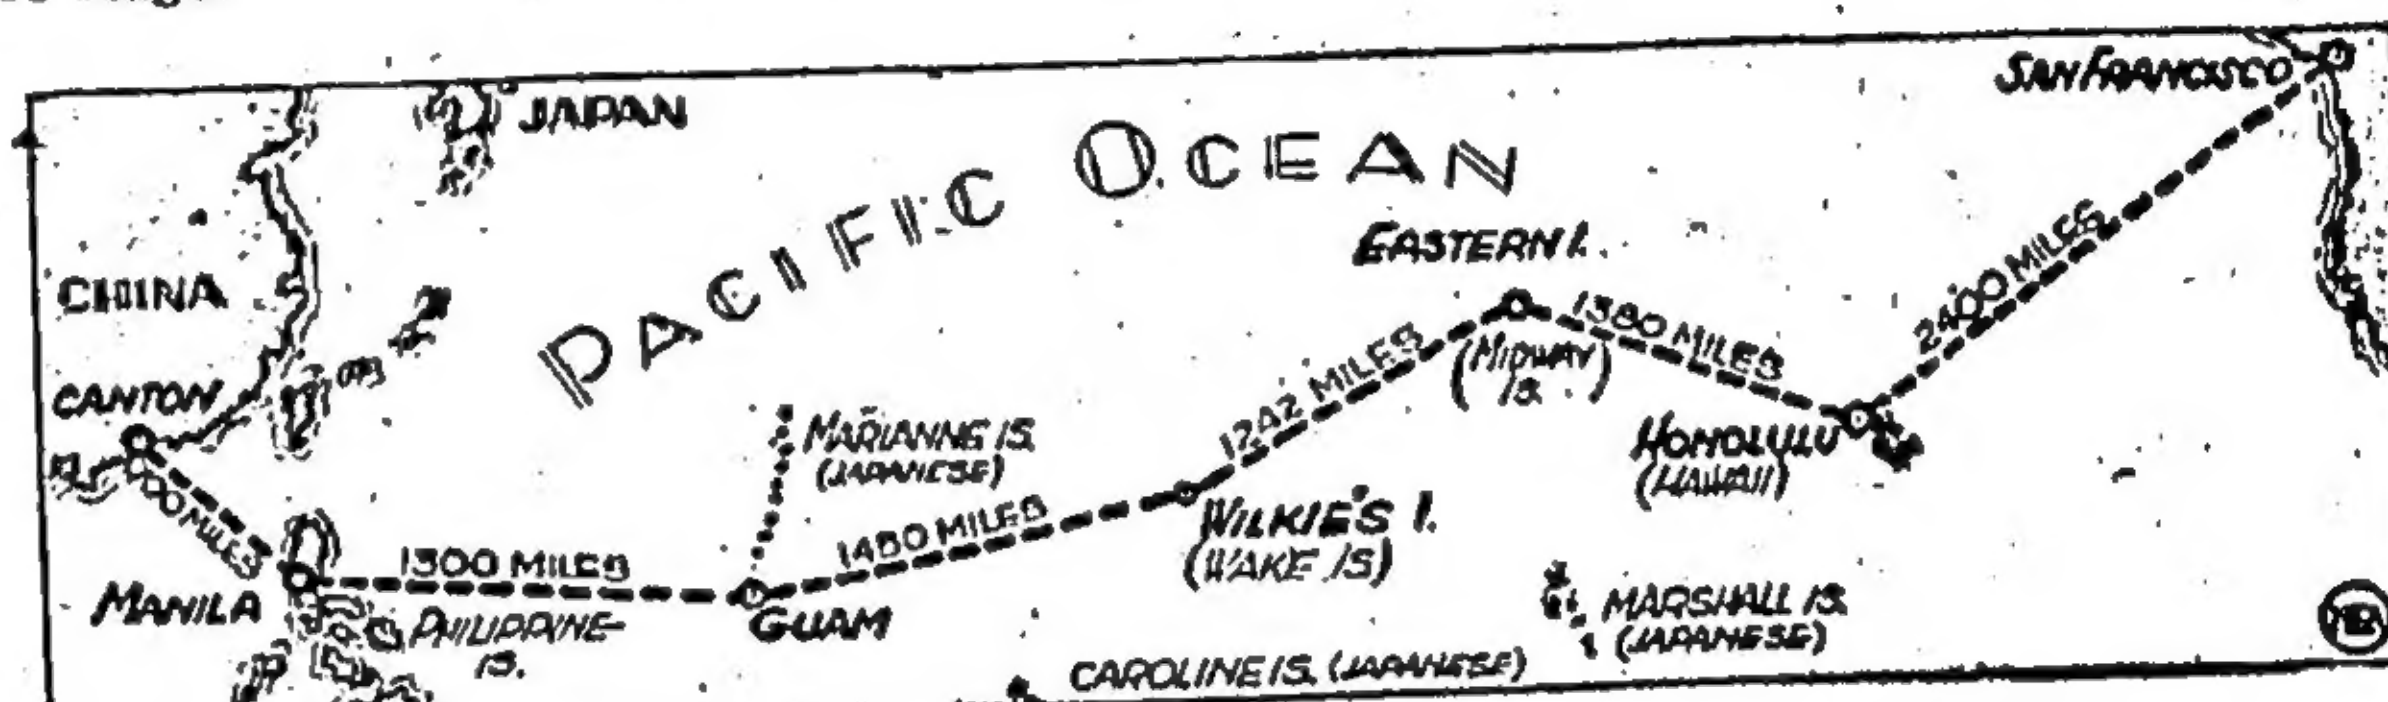 JAPAN
SAN FRANCISCO
PACIFIC OCEAN
CHINA
EASTERN I.
CANTON
1380 MILES
2400 MILES
(MIDWAY
IS.)
1242 MILES
MARIANNE IS.
(JAPANESE)
HONOLULU
(HAWAII)
MILES
1480 MILES
WILKIE'S I.
(WAKE IS)
1300 MILES
MANILA
GUAM
PHILIPPINE
IS.
MARSHALL IS.
(JAPANESE)
CAROLINE IS. (JAPANESE)